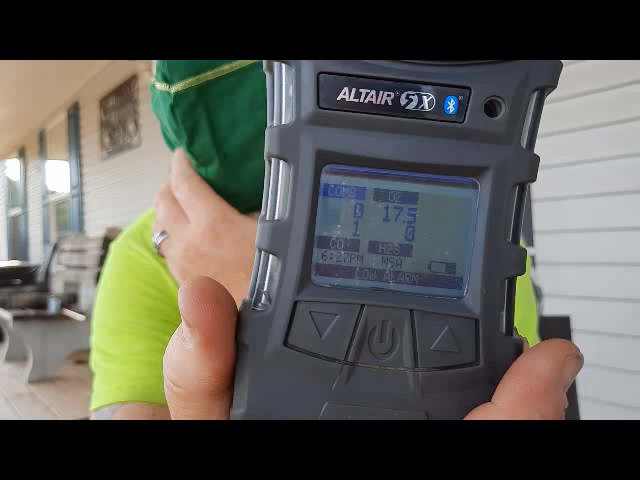 ALTAIR 5X
COMB O2
0 17.5
1 0
CO H2S
6:27PM MSA
LOW ALARM